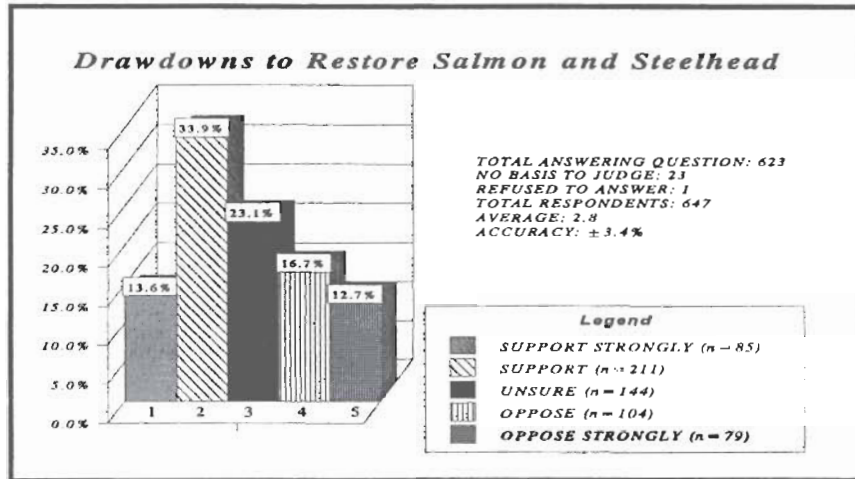 Drawdowns to Restore Salmon and Steelhead
35.0%
30.0%
25.0%
20.0%
15.0%
10.0%
5.0%
0.0%
13.6%
33.9%
23.1%
16.7%
12.7%
1 2 3 4 5
TOTAL ANSWERING QUESTION: 623
NO BASIS TO JUDGE: 23
REFUSED TO ANSWER: 1
TOTAL RESPONDENTS: 647
AVERAGE: 2.8
ACCURACY: ±3.4%
Legend
SUPPORT STRONGLY (n=85)
SUPPORT (n=211)
UNSURE (n=144)
OPPOSE (n=104)
OPPOSE STRONGLY (n=79)